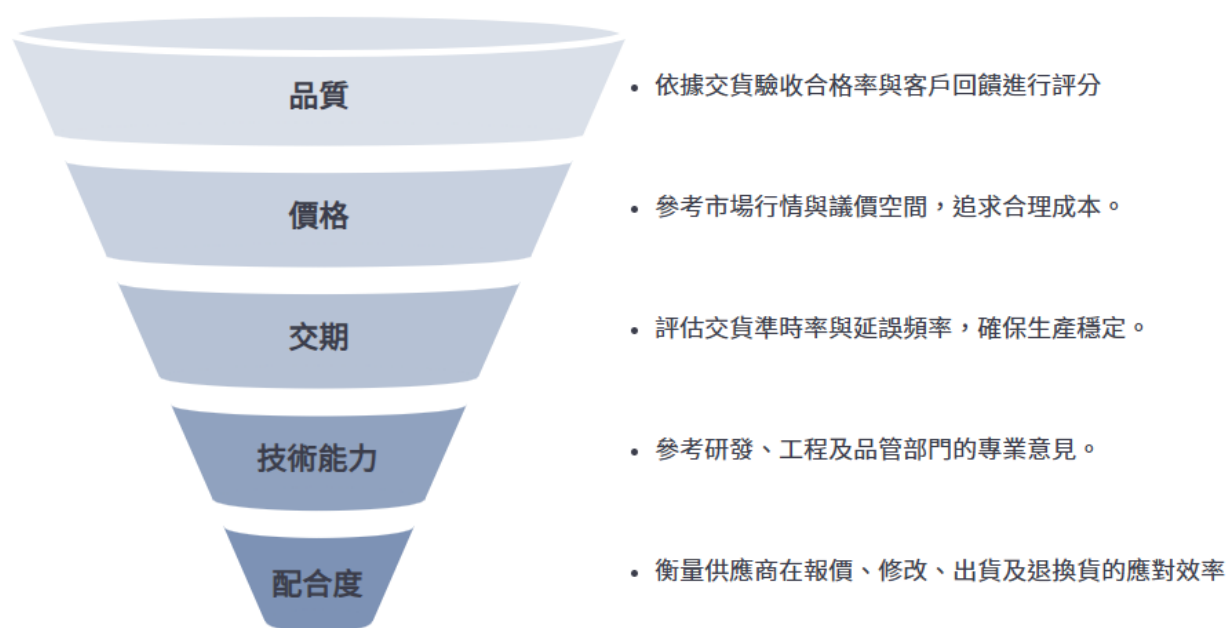 品質
• 依據交貨驗收合格率與客戶回饋進行評分
價格
• 參考市場行情與議價空間，追求合理成本。
交期
• 評估交貨準時率與延誤頻率，確保生產穩定。
技術能力
• 參考研發、工程及品管部門的專業意見。
配合度
• 衡量供應商在報價、修改、出貨及退換貨的應對效率